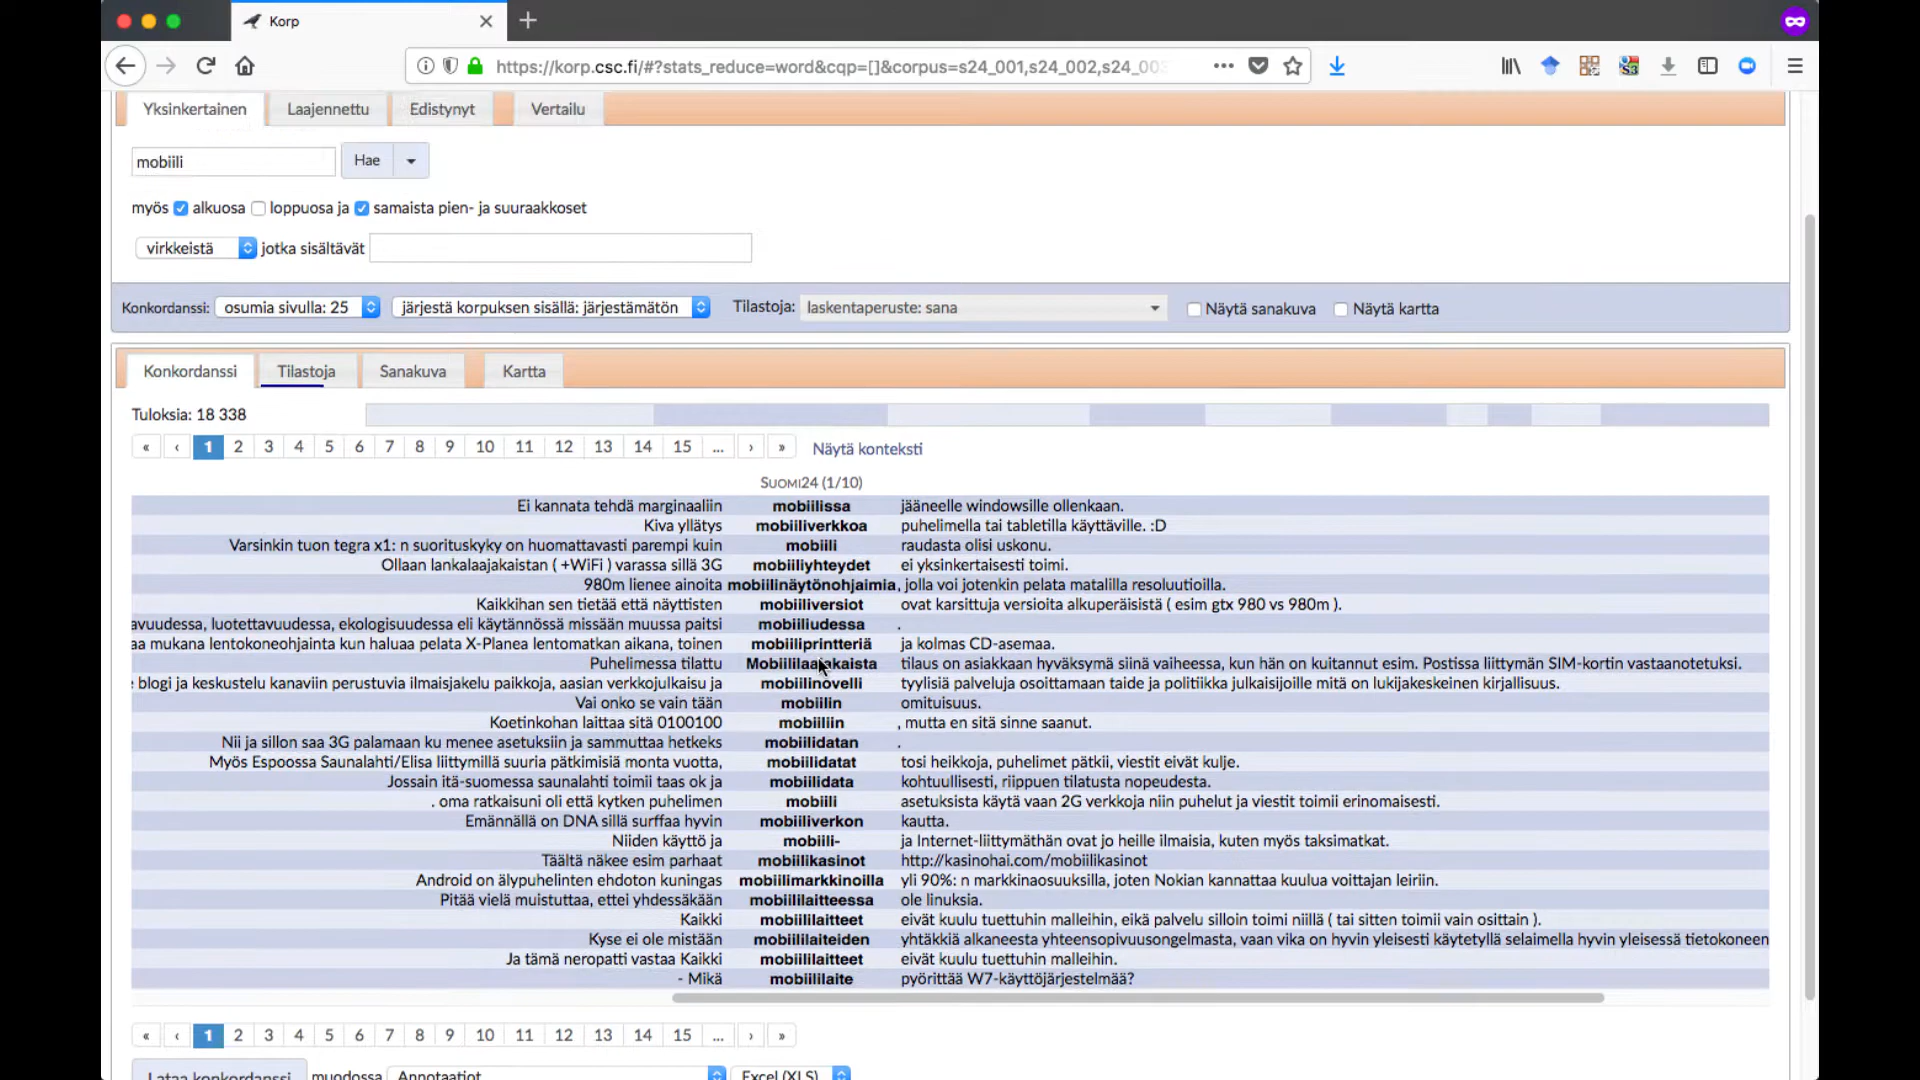 Korp
https://korp.csc.fi/#?stats_reduce=word&cqp=[]&corpus=s24_001,s24_002,s24_003
Yksinkertainen Laajennettu Edistynyt Vertailu
mobiili Hae
myös alkuosa loppuosa ja samaista pien- ja suuraakkoset
virkkeistä jotka sisältävät
Konkordanssi: osumia sivulla: 25 järjestä korpuksen sisällä: järjestämätön Tilastoja: laskentaperuste: sana Näytä sanakuva Näytä kartta
Konkordanssi Tilastoja Sanakuva Kartta
Tuloksia: 18 338
« ‹ 1 2 3 4 5 6 7 8 9 10 11 12 13 14 15 ... › » Näytä konteksti
SUOMI24 (1/10)
Ei kannata tehdä marginaaliin mobiilissa jääneelle windowsille ollenkaan.
Kiva yllätys mobiiliverkkoa puhelimella tai tabletilla käyttäville. :D
Varsinkin tuon tegra x1: n suorituskyky on huomattavasti parempi kuin mobiili raudasta olisi uskonu.
Ollaan lankalaajakaistan ( +WiFi ) varassa sillä 3G mobiiliyhteydet ei yksinkertaisesti toimi.
980m lienee ainoita mobiilinäytönohjaimia , jolla voi jotenkin pelata matalilla resoluutioilla.
Kaikkihan sen tietää että näyttisten mobiiliversiot ovat karsittuja versioita alkuperäisistä ( esim gtx 980 vs 980m ).
avuudessa, luotettavuudessa, ekologisuudessa eli käytännössä missään muussa paitsi mobiiliudessa .
aa mukana lentokoneohjainta kun haluaa pelata X-Planea lentomatkan aikana, toinen mobiiliprintteriä ja kolmas CD-asemaa.
Puhelimessa tilattu Mobiililaajakaista tilaus on asiakkaan hyväksymä siinä vaiheessa, kun hän on kuitannut esim. Postissa liittymän SIM-kortin vastaanotetuksi.
blogi ja keskustelu kanaviin perustuvia ilmaisjakelu paikkoja, aasian verkkojulkaisu ja mobiilinovelli tyylisiä palveluja osoittamaan taide ja politiikka julkaisijoille mitä on lukijakeskeinen kirjallisuus.
Vai onko se vain tään mobiilin omituisuus.
Koetinkohan laittaa sitä 0100100 mobiiliin , mutta en sitä sinne saanut.
Nii ja sillon saa 3G palamaan ku menee asetuksiin ja sammuttaa hetkeks mobiilidatan .
Myös Espoossa Saunalahti/Elisa liittymillä suuria pätkimisiä monta vuotta, mobiilidatat tosi heikkoja, puhelimet pätkii, viestit eivät kulje.
Jossain itä-suomessa saunalahti toimii taas ok ja mobiilidata kohtuullisesti, riippuen tilatusta nopeudesta.
. oma ratkaisuni oli että kytken puhelimen mobiili asetuksista käytä vaan 2G verkkoja niin puhelut ja viestit toimii erinomaisesti.
Emännällä on DNA sillä surffaa hyvin mobiiliverkon kautta.
Niiden käyttö ja mobiili- ja Internet-liittymäthän ovat jo heille ilmaisia, kuten myös taksimatkat.
Täältä näkee esim parhaat mobiilikasinot http://kasinohai.com/mobiilikasinot
Android on älypuhelinten ehdoton kuningas mobiilimarkkinoilla yli 90%: n markkinaosuuksilla, joten Nokian kannattaa kuulua voittajan leiriin.
Pitää vielä muistuttaa, ettei yhdessäkään mobiililaitteessa ole linuksia.
Kaikki mobiililaitteet eivät kuulu tuettuhin malleihin, eikä palvelu silloin toimi niillä ( tai sitten toimii vain osittain ).
Kyse ei ole mistään mobiililaiteiden yhtäkkiä alkaneesta yhteensopivuusongelmasta, vaan vika on hyvin yleisesti käytetyllä selaimella hyvin yleisessä tietokoneen
Ja tämä neropatti vastaa Kaikki mobiililaitteet eivät kuulu tuettuhin malleihin.
- Mikä mobiililaite pyörittää W7-käyttöjärjestelmää?
« ‹ 1 2 3 4 5 6 7 8 9 10 11 12 13 14 15 ... › »
Lataa konkordanssi muodossa Annotaatiot Excel (XLS)